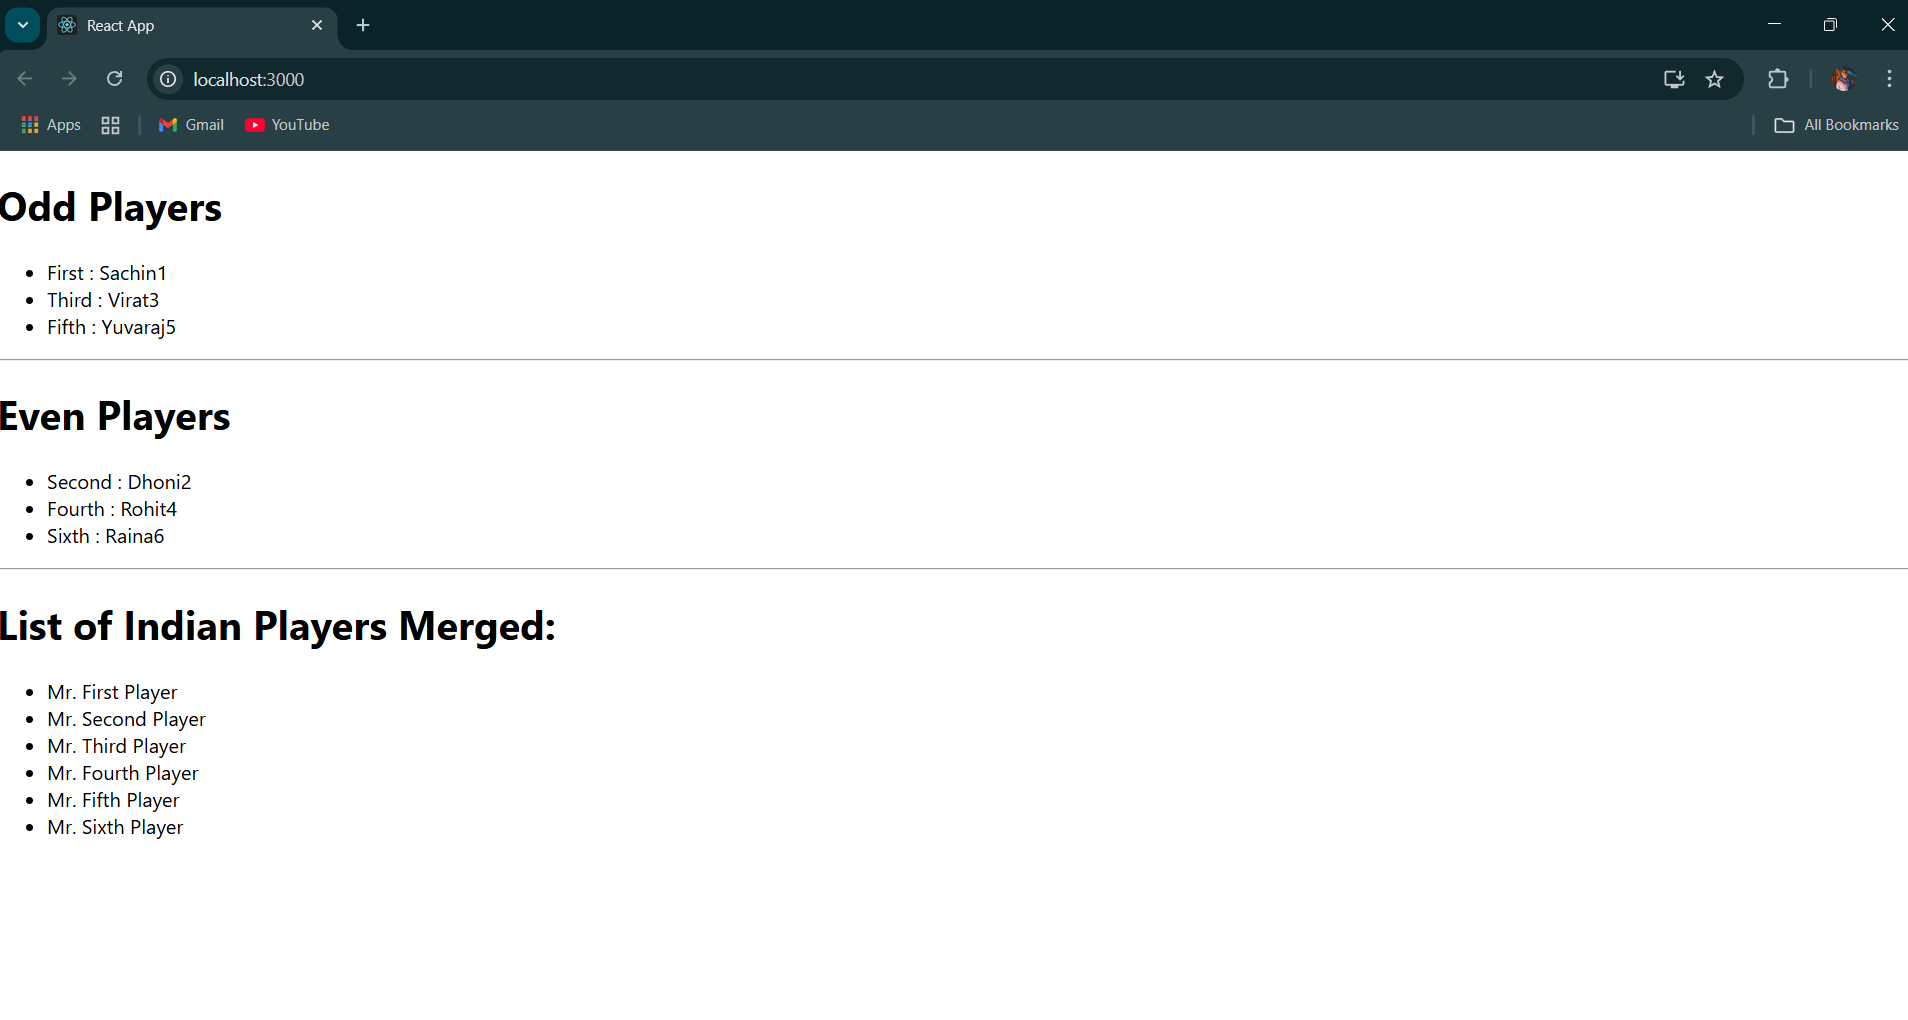 React App
localhost:3000
Apps
Gmail
YouTube
All Bookmarks
Odd Players
First : Sachin1
Third : Virat3
Fifth : Yuvaraj5
Even Players
Second : Dhoni2
Fourth : Rohit4
Sixth : Raina6
List of Indian Players Merged:
Mr. First Player
Mr. Second Player
Mr. Third Player
Mr. Fourth Player
Mr. Fifth Player
Mr. Sixth Player